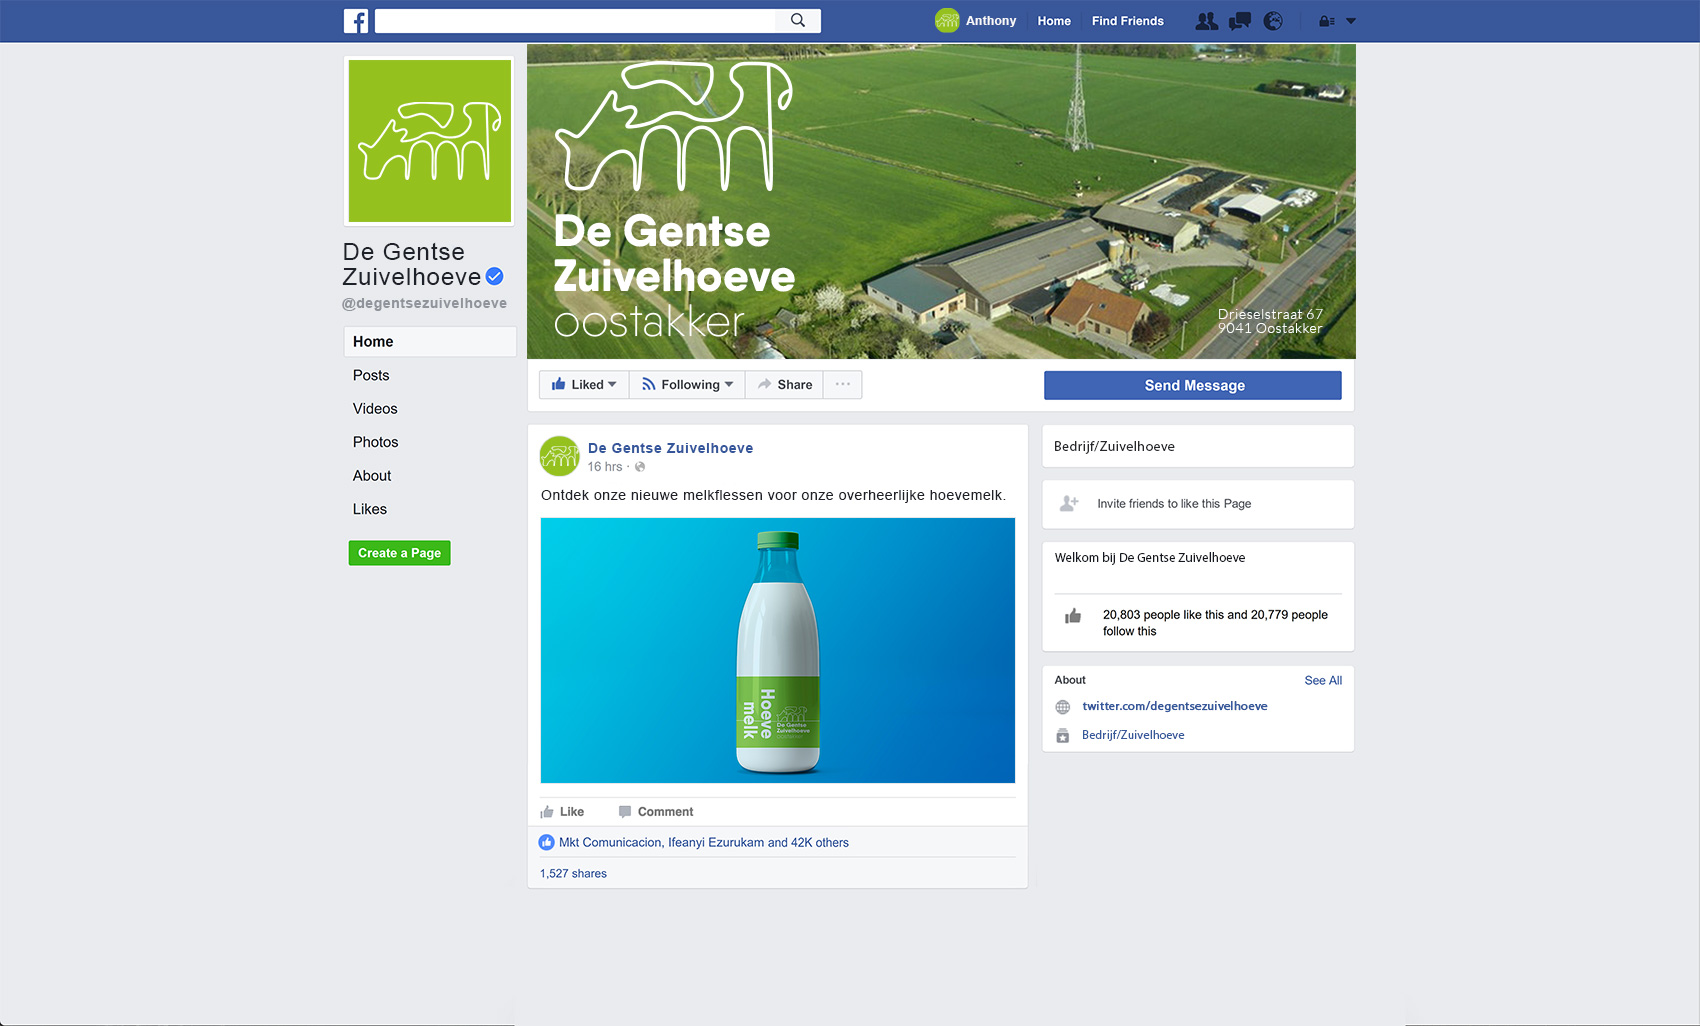 Anthony Home Find Friends
De Gentse
Zuivelhoeve
@degentsezuivelhoeve
Home
Posts
Videos
Photos
About
Likes
Create a Page
De Gentse
Zuivelhoeve
oostakker
Drieselstraat 67
9041 Oostakker
Liked Following Share ...
Send Message
De Gentse Zuivelhoeve
16 hrs ·
Ontdek onze nieuwe melkflessen voor onze overheerlijke hoevemelk.
Hoeve
melk
De Gentse
Zuivelhoeve
oostakker
Like Comment
Mkt Comunicacion, Ifeanyi Ezurukam and 42K others
1,527 shares
Bedrijf/Zuivelhoeve
Invite friends to like this Page
Welkom bij De Gentse Zuivelhoeve
20,803 people like this and 20,779 people
follow this
About See All
twitter.com/degentsezuivelhoeve
Bedrijf/Zuivelhoeve